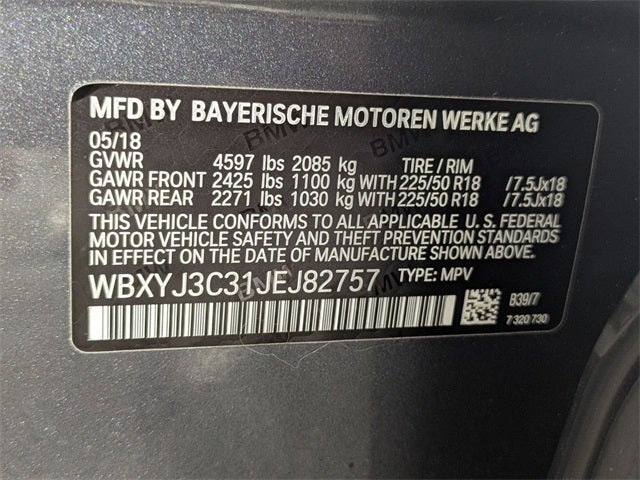 MFD BY BAYERISCHE MOTOREN WERKE AG
05/18
GVWR 4597 lbs 2085 kg TIRE / RIM
GAWR FRONT 2425 lbs 1100 kg WITH 225/50 R18 /7.5Jx18
GAWR REAR 2271 lbs 1030 kg WITH 225/50 R18 /7.5Jx18
THIS VEHICLE CONFORMS TO ALL APPLICABLE U. S. FEDERAL
MOTOR VEHICLE SAFETY AND THEFT PREVENTION STANDARDS
IN EFFECT ON THE DATE OF MANUFACTURE SHOWN ABOVE.
WBXYJ3C31JEJ82757 TYPE: MPV
B39/7
7 320 730